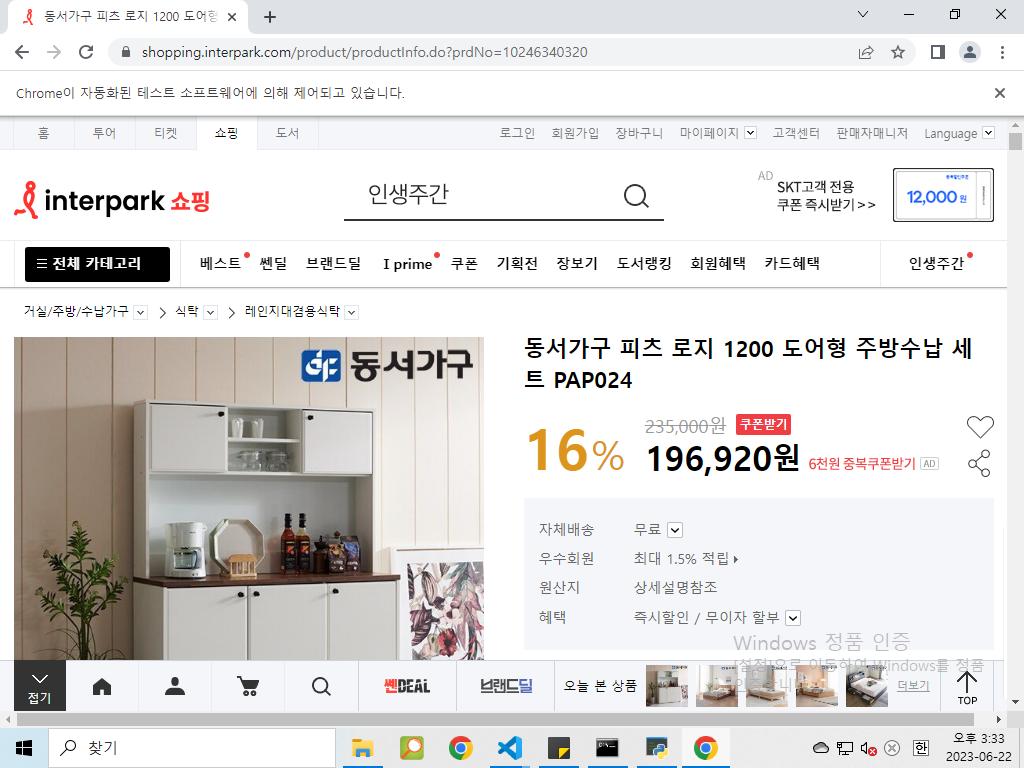 동서가구 피츠 로지 1200 도어형
shopping.interpark.com/product/productInfo.do?prdNo=10246340320
Chrome이 자동화된 테스트 소프트웨어에 의해 제어되고 있습니다.
홈 투어 티켓 쇼핑 도서 로그인 회원가입 장바구니 마이페이지 고객센터 판매자매니저 Language
interpark 쇼핑
인생주간
AD SKT고객 전용
쿠폰 즉시받기>>
12,000 원
전체 카테고리 베스트 쎈딜 브랜드딜 I prime 쿠폰 기획전 장보기 도서랭킹 회원혜택 카드혜택 인생주간
거실/주방/수납가구 > 식탁 > 레인지대겸용식탁
동서가구
동서가구 피츠 로지 1200 도어형 주방수납 세
트 PAP024
235,000원 쿠폰받기
16% 196,920원 6천원 중복쿠폰받기 AD
자체배송 무료
우수회원 최대 1.5% 적립
원산지 상세설명참조
혜택 즉시할인 / 무이자 할부
Windows 정품 인증
[설정]으로 이동하여 Windows를 정품
접기
쎈DEAL
브랜드딜
오늘 본 상품
더보기
TOP
찾기
한
오후 3:33
2023-06-22